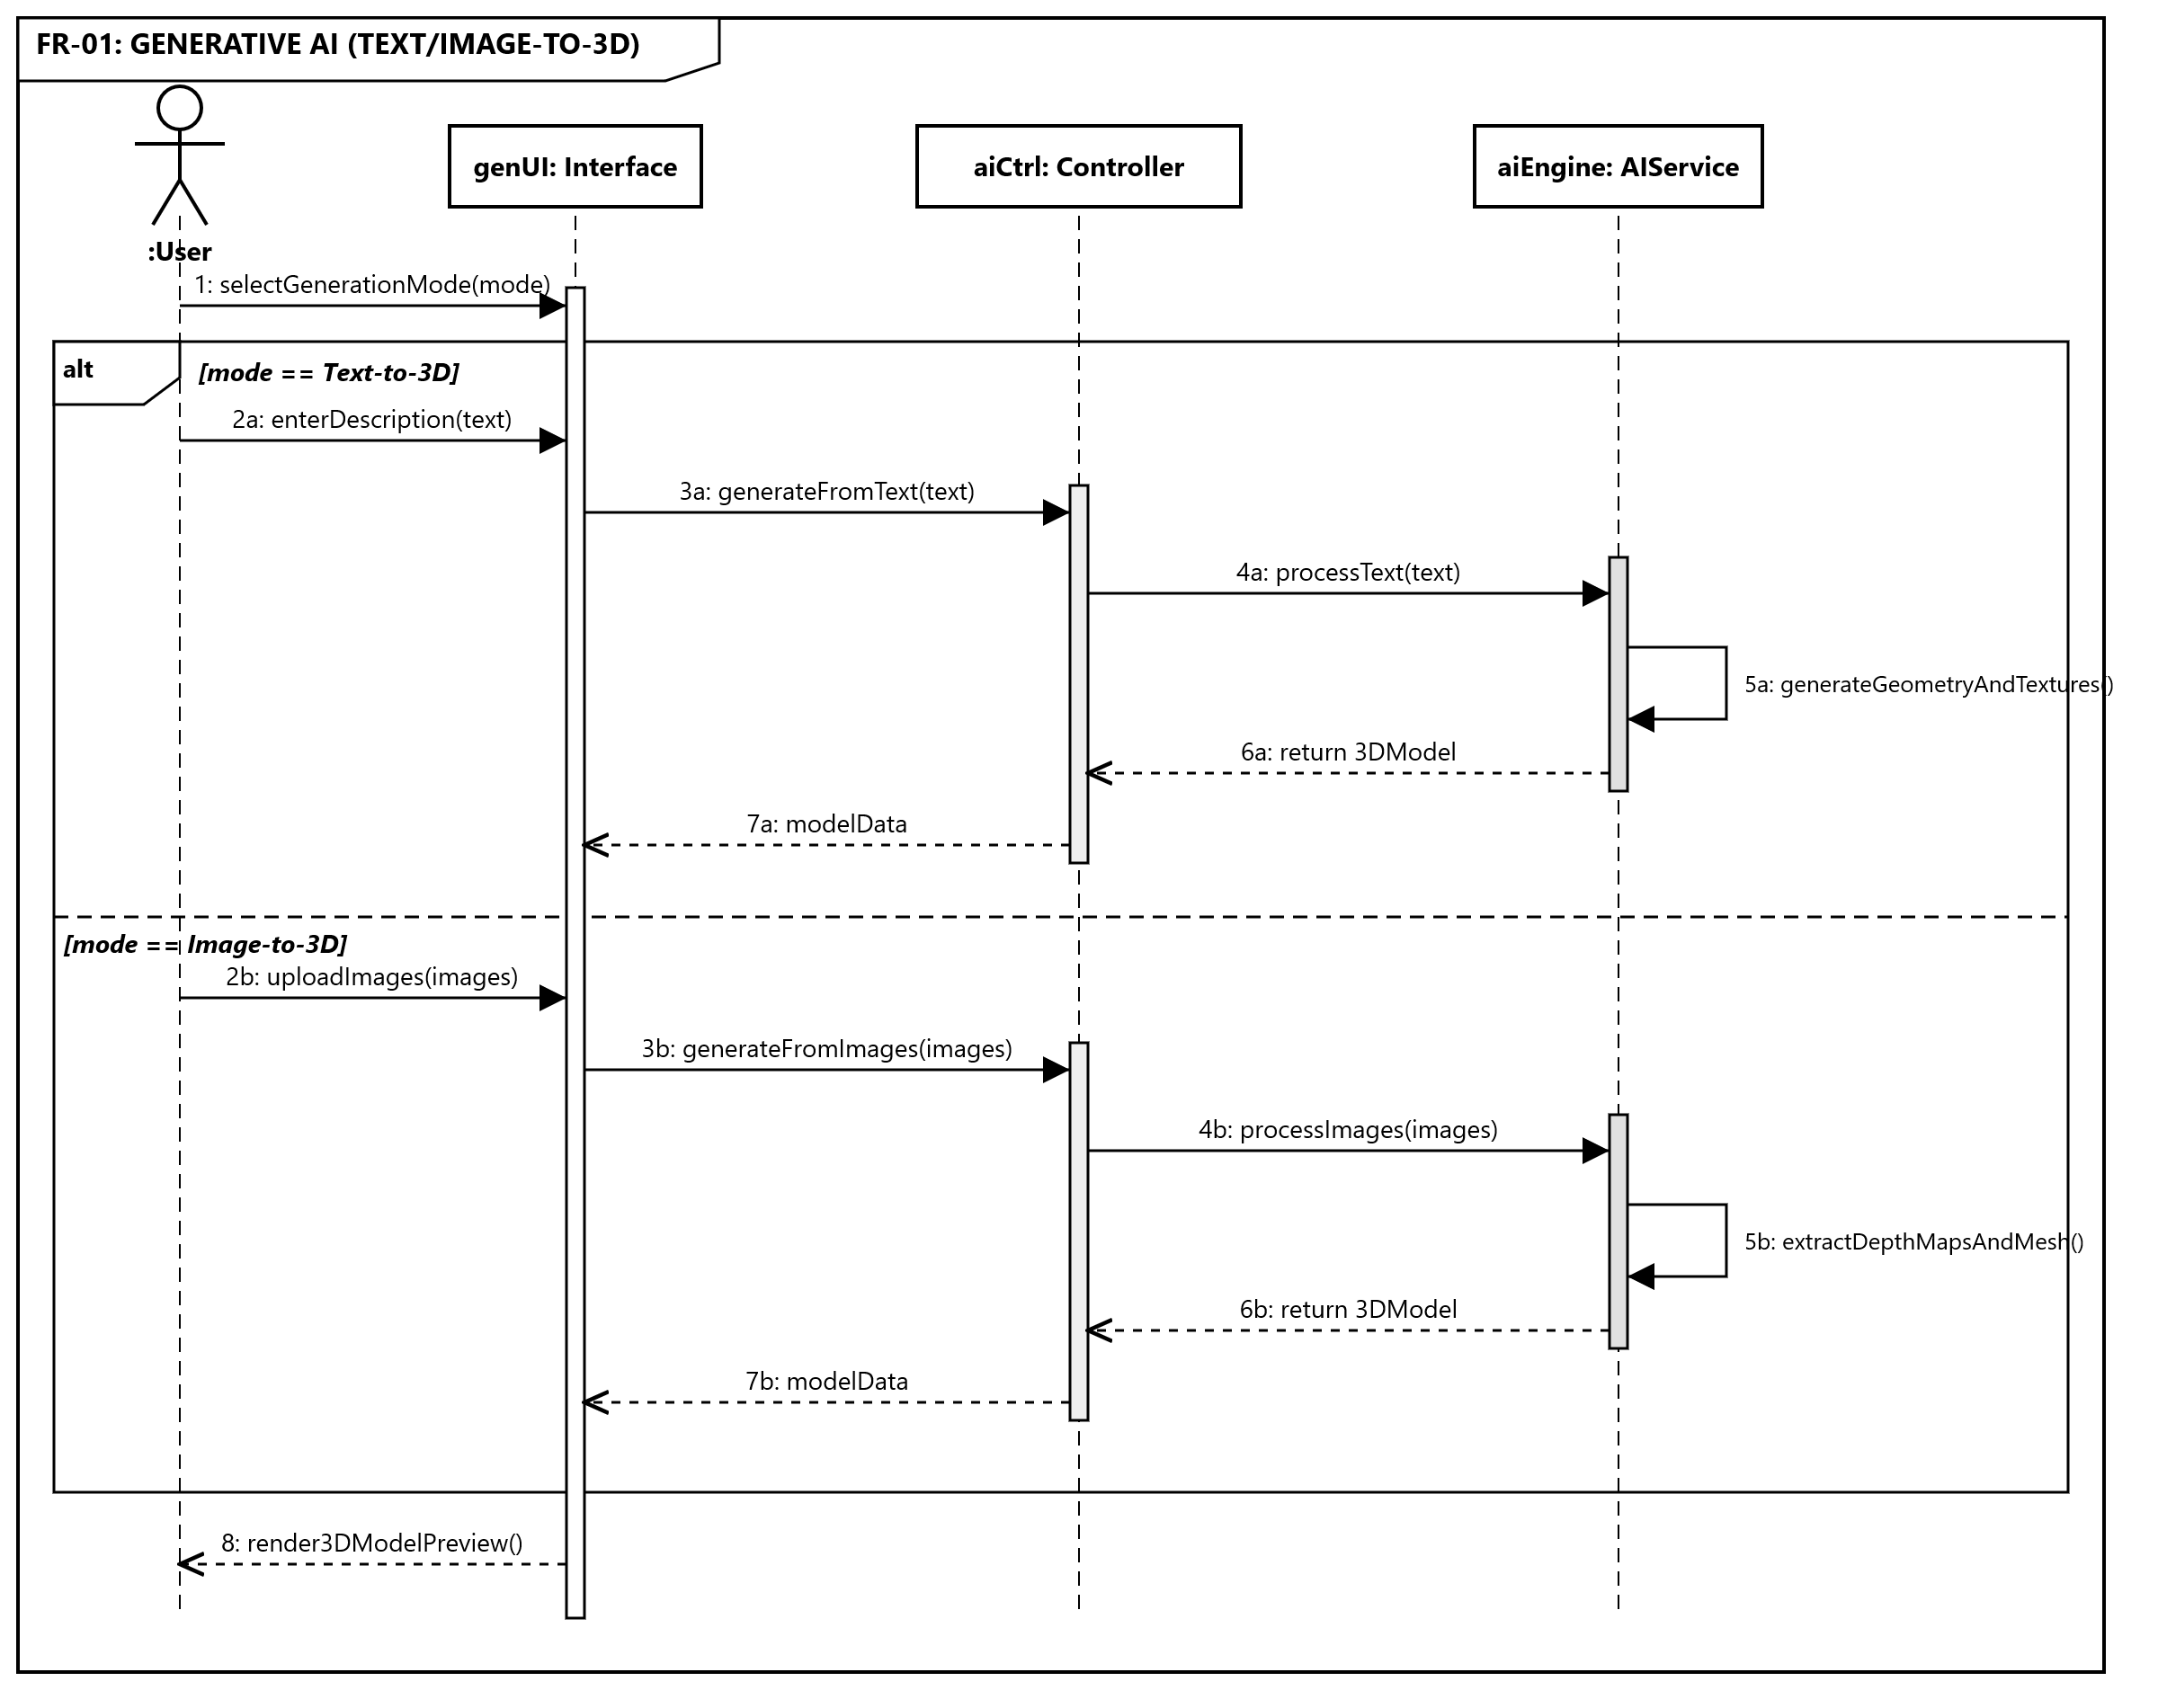 FR-01: GENERATIVE AI (TEXT/IMAGE-TO-3D)
genUI: Interface
aiCtrl: Controller
aiEngine: AIService
:User
1: selectGenerationMode(mode)
alt
[mode == Text-to-3D]
2a: enterDescription(text)
3a: generateFromText(text)
4a: processText(text)
5a: generateGeometryAndTextures()
6a: return 3DModel
7a: modelData
[mode == Image-to-3D]
2b: uploadImages(images)
3b: generateFromImages(images)
4b: processImages(images)
5b: extractDepthMapsAndMesh()
6b: return 3DModel
7b: modelData
8: render3DModelPreview()